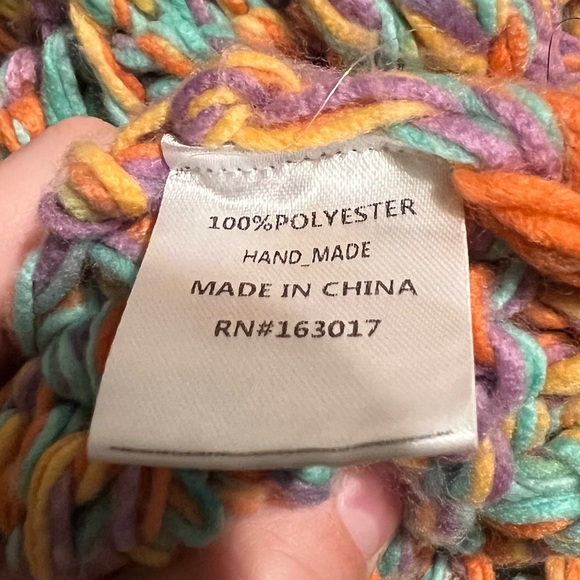 100%POLYESTER
HAND_MADE
MADE IN CHINA
RN#163017